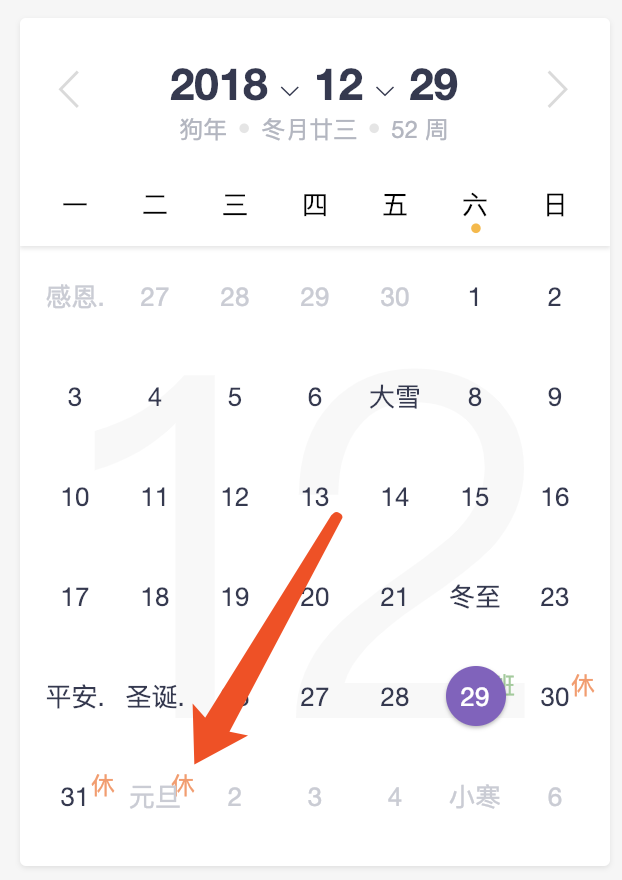 2018 12 29
狗年 • 冬月廿三 • 52 周
一 二 三 四 五 六 日
感恩. 27 28 29 30 1 2
3 4 5 6 大雪 8 9
10 11 12 13 14 15 16
17 18 19 20 21 冬至 23
平安. 圣诞. 27 28 29 班 30 休
31 休 元旦 休 2 3 4 小寒 6
12